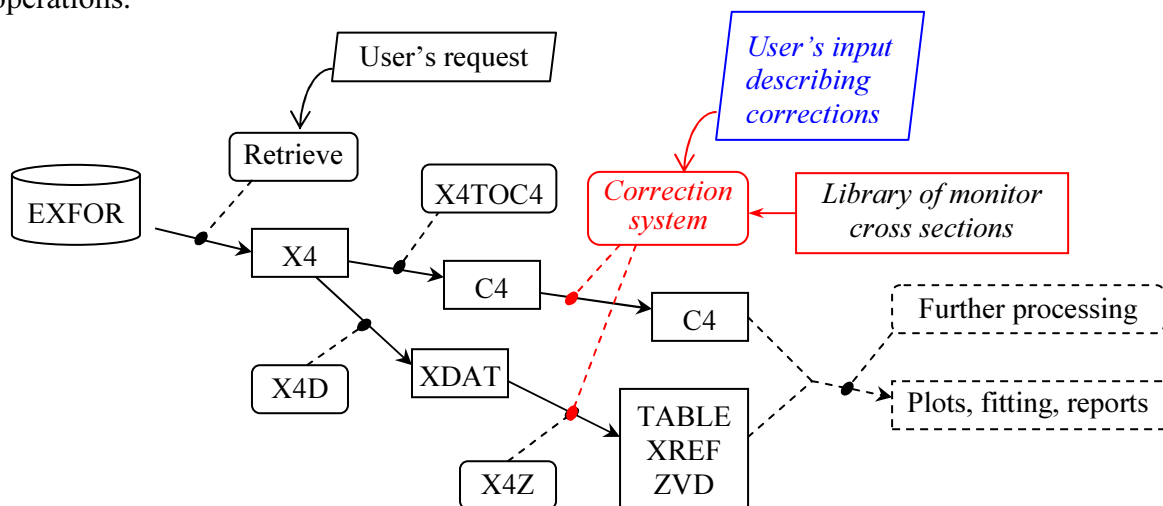 operations.
User’s request
User’s input
describing
corrections
Retrieve
EXFOR
X4TOC4
Correction
system
Library of monitor
cross sections
X4
C4
C4
Further processing
X4D
XDAT
TABLE
XREF
ZVD
Plots, fitting, reports
X4Z